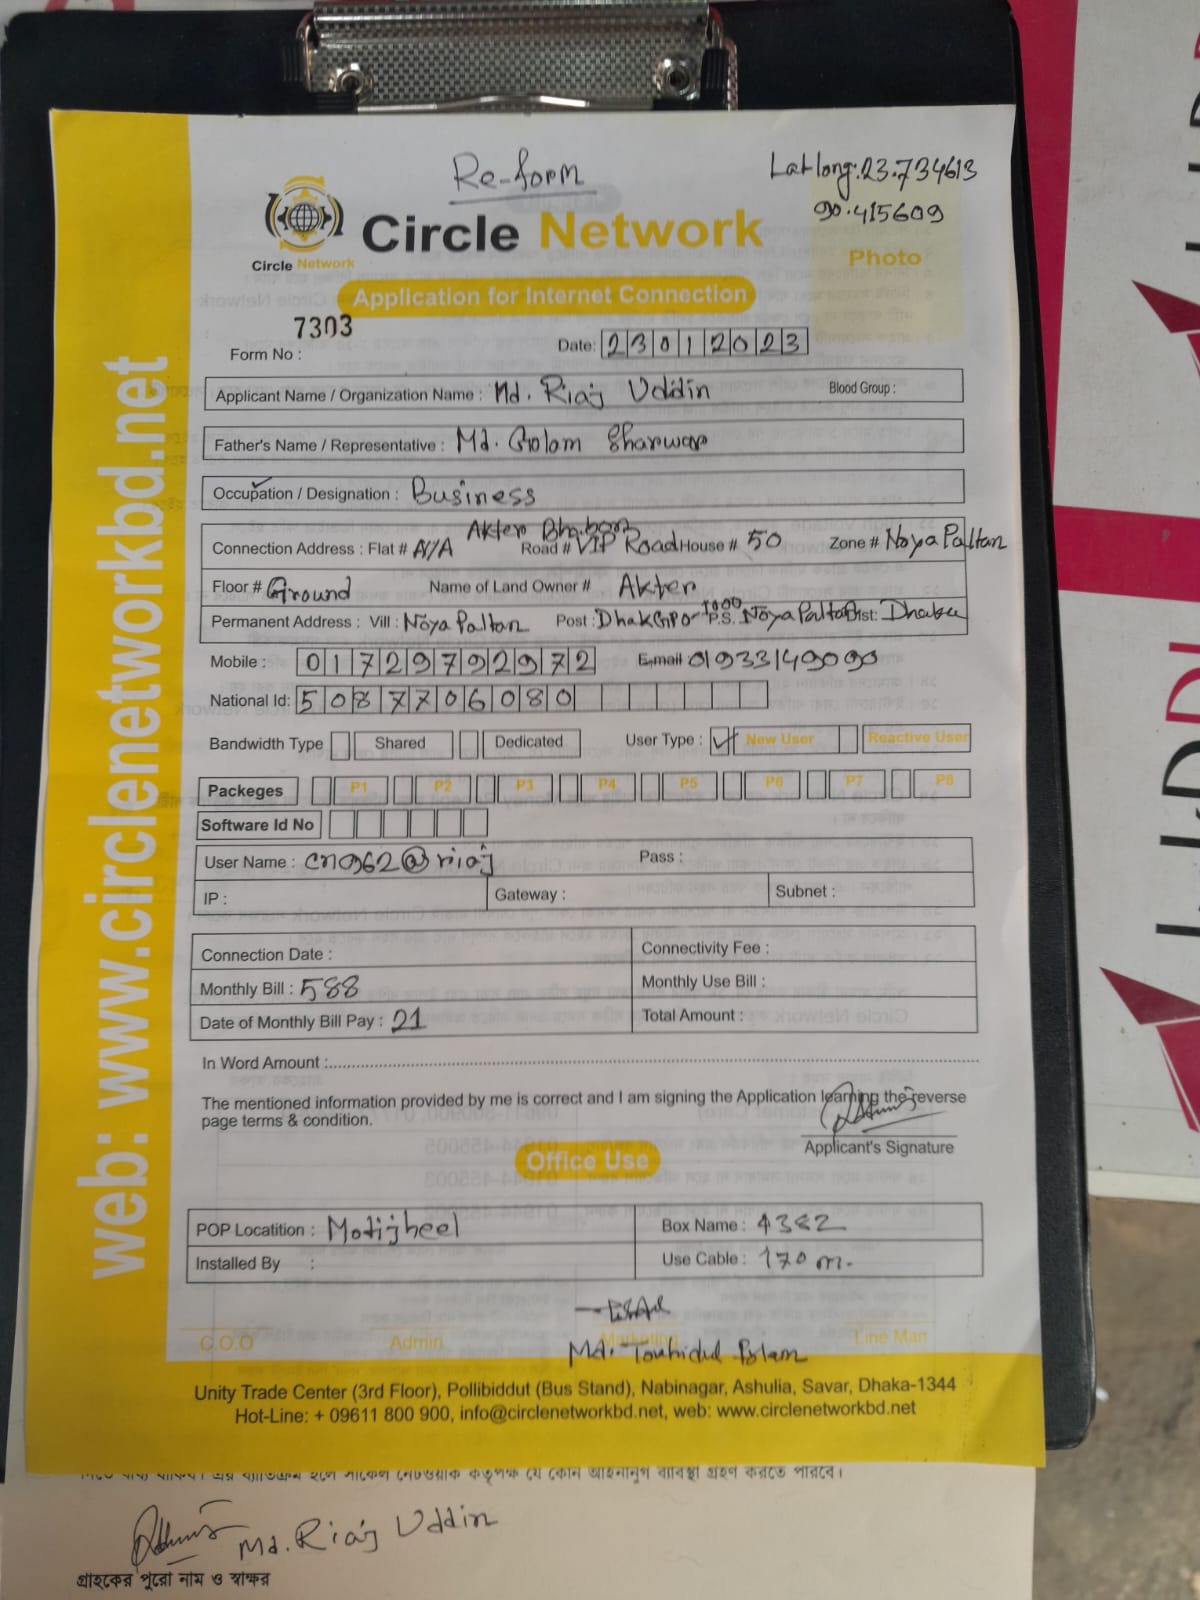 Re-form
Lat long: 23.734613
90.415609
Circle Network
Circle Network
Photo
Application for Internet Connection
7303
Form No :
Date: 23012023
Applicant Name / Organization Name : Md. Riaj Uddin Blood Group :
Father's Name / Representative : Md. Golam Sharwar
Occupation / Designation : Business
Akter
Connection Address : Flat # N/A Road # VIP Road House # 50 Zone # Noya Paltan
Floor # Ground Name of Land Owner # Akter
Permanent Address : Vill : Noya Paltan Post : Dhak GPO-1000 P.S. Noya Paltan Dist: Dhaka
Mobile : 01729792972 E-mail : 01933149090
National Id: 5087706080
Bandwidth Type Shared Dedicated User Type : ✓ New User Reactive User
Packeges P1 P2 P3 P4 P5 P6 P7 P8
Software Id No
User Name : cn962@riaj Pass :
IP : Gateway : Subnet :
Connection Date : Connectivity Fee :
Monthly Bill : 588 Monthly Use Bill :
Date of Monthly Bill Pay : 21 Total Amount :
In Word Amount :
The mentioned information provided by me is correct and I am signing the Application learning the reverse
page terms & condition.
Applicant's Signature
Office Use
POP Locatition : Motijheel Box Name : 4382
Installed By : Use Cable : 170 m.
C.O.O Admin Marketing Line Man
Md. Touhidul Islam
Unity Trade Center (3rd Floor), Pollibiddut (Bus Stand), Nabinagar, Ashulia, Savar, Dhaka-1344
Hot-Line: + 09611 800 900, info@circlenetworkbd.net, web: www.circlenetworkbd.net
web: www.circlenetworkbd.net
Md. Riaj Uddin
গ্রাহকের পুরো নাম ও স্বাক্ষর